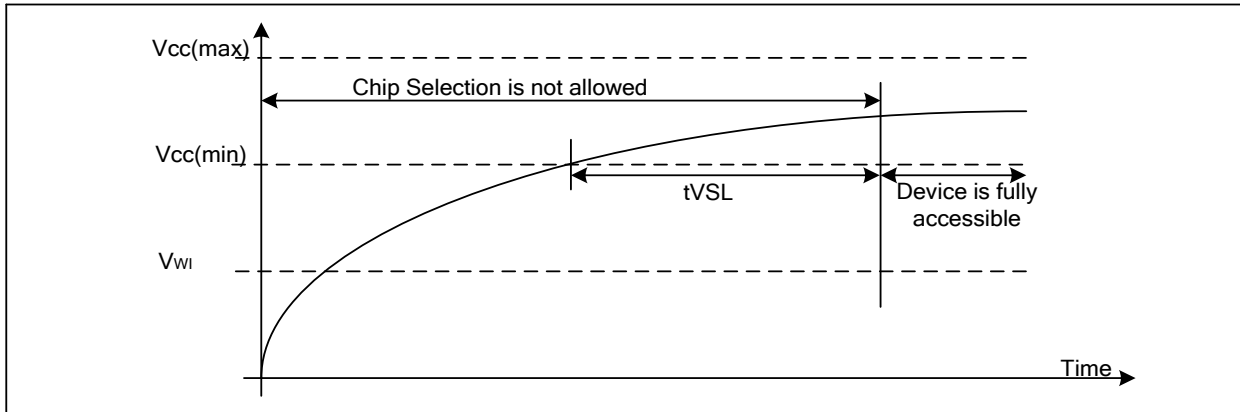 Vcc(max)
Chip Selection is not allowed
Vcc(min)
tVSL
Device is fully
accessible
VWI
Time